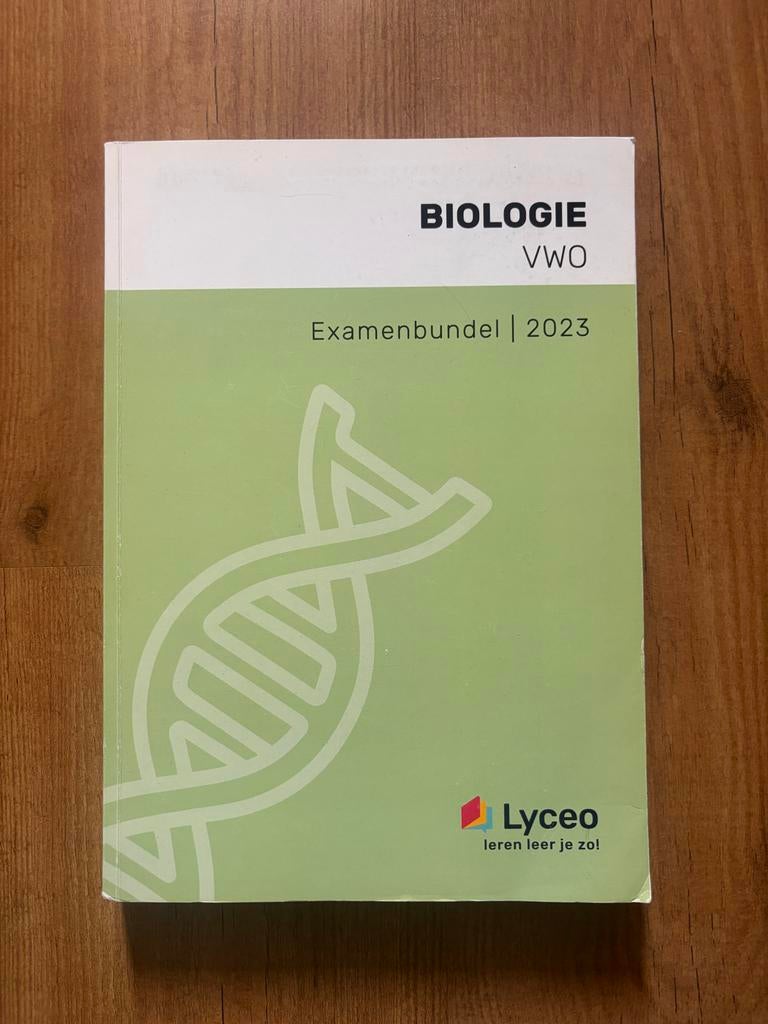 BIOLOGIE
VWO
Examenbundel | 2023
Lyceo
leren leer je zo!